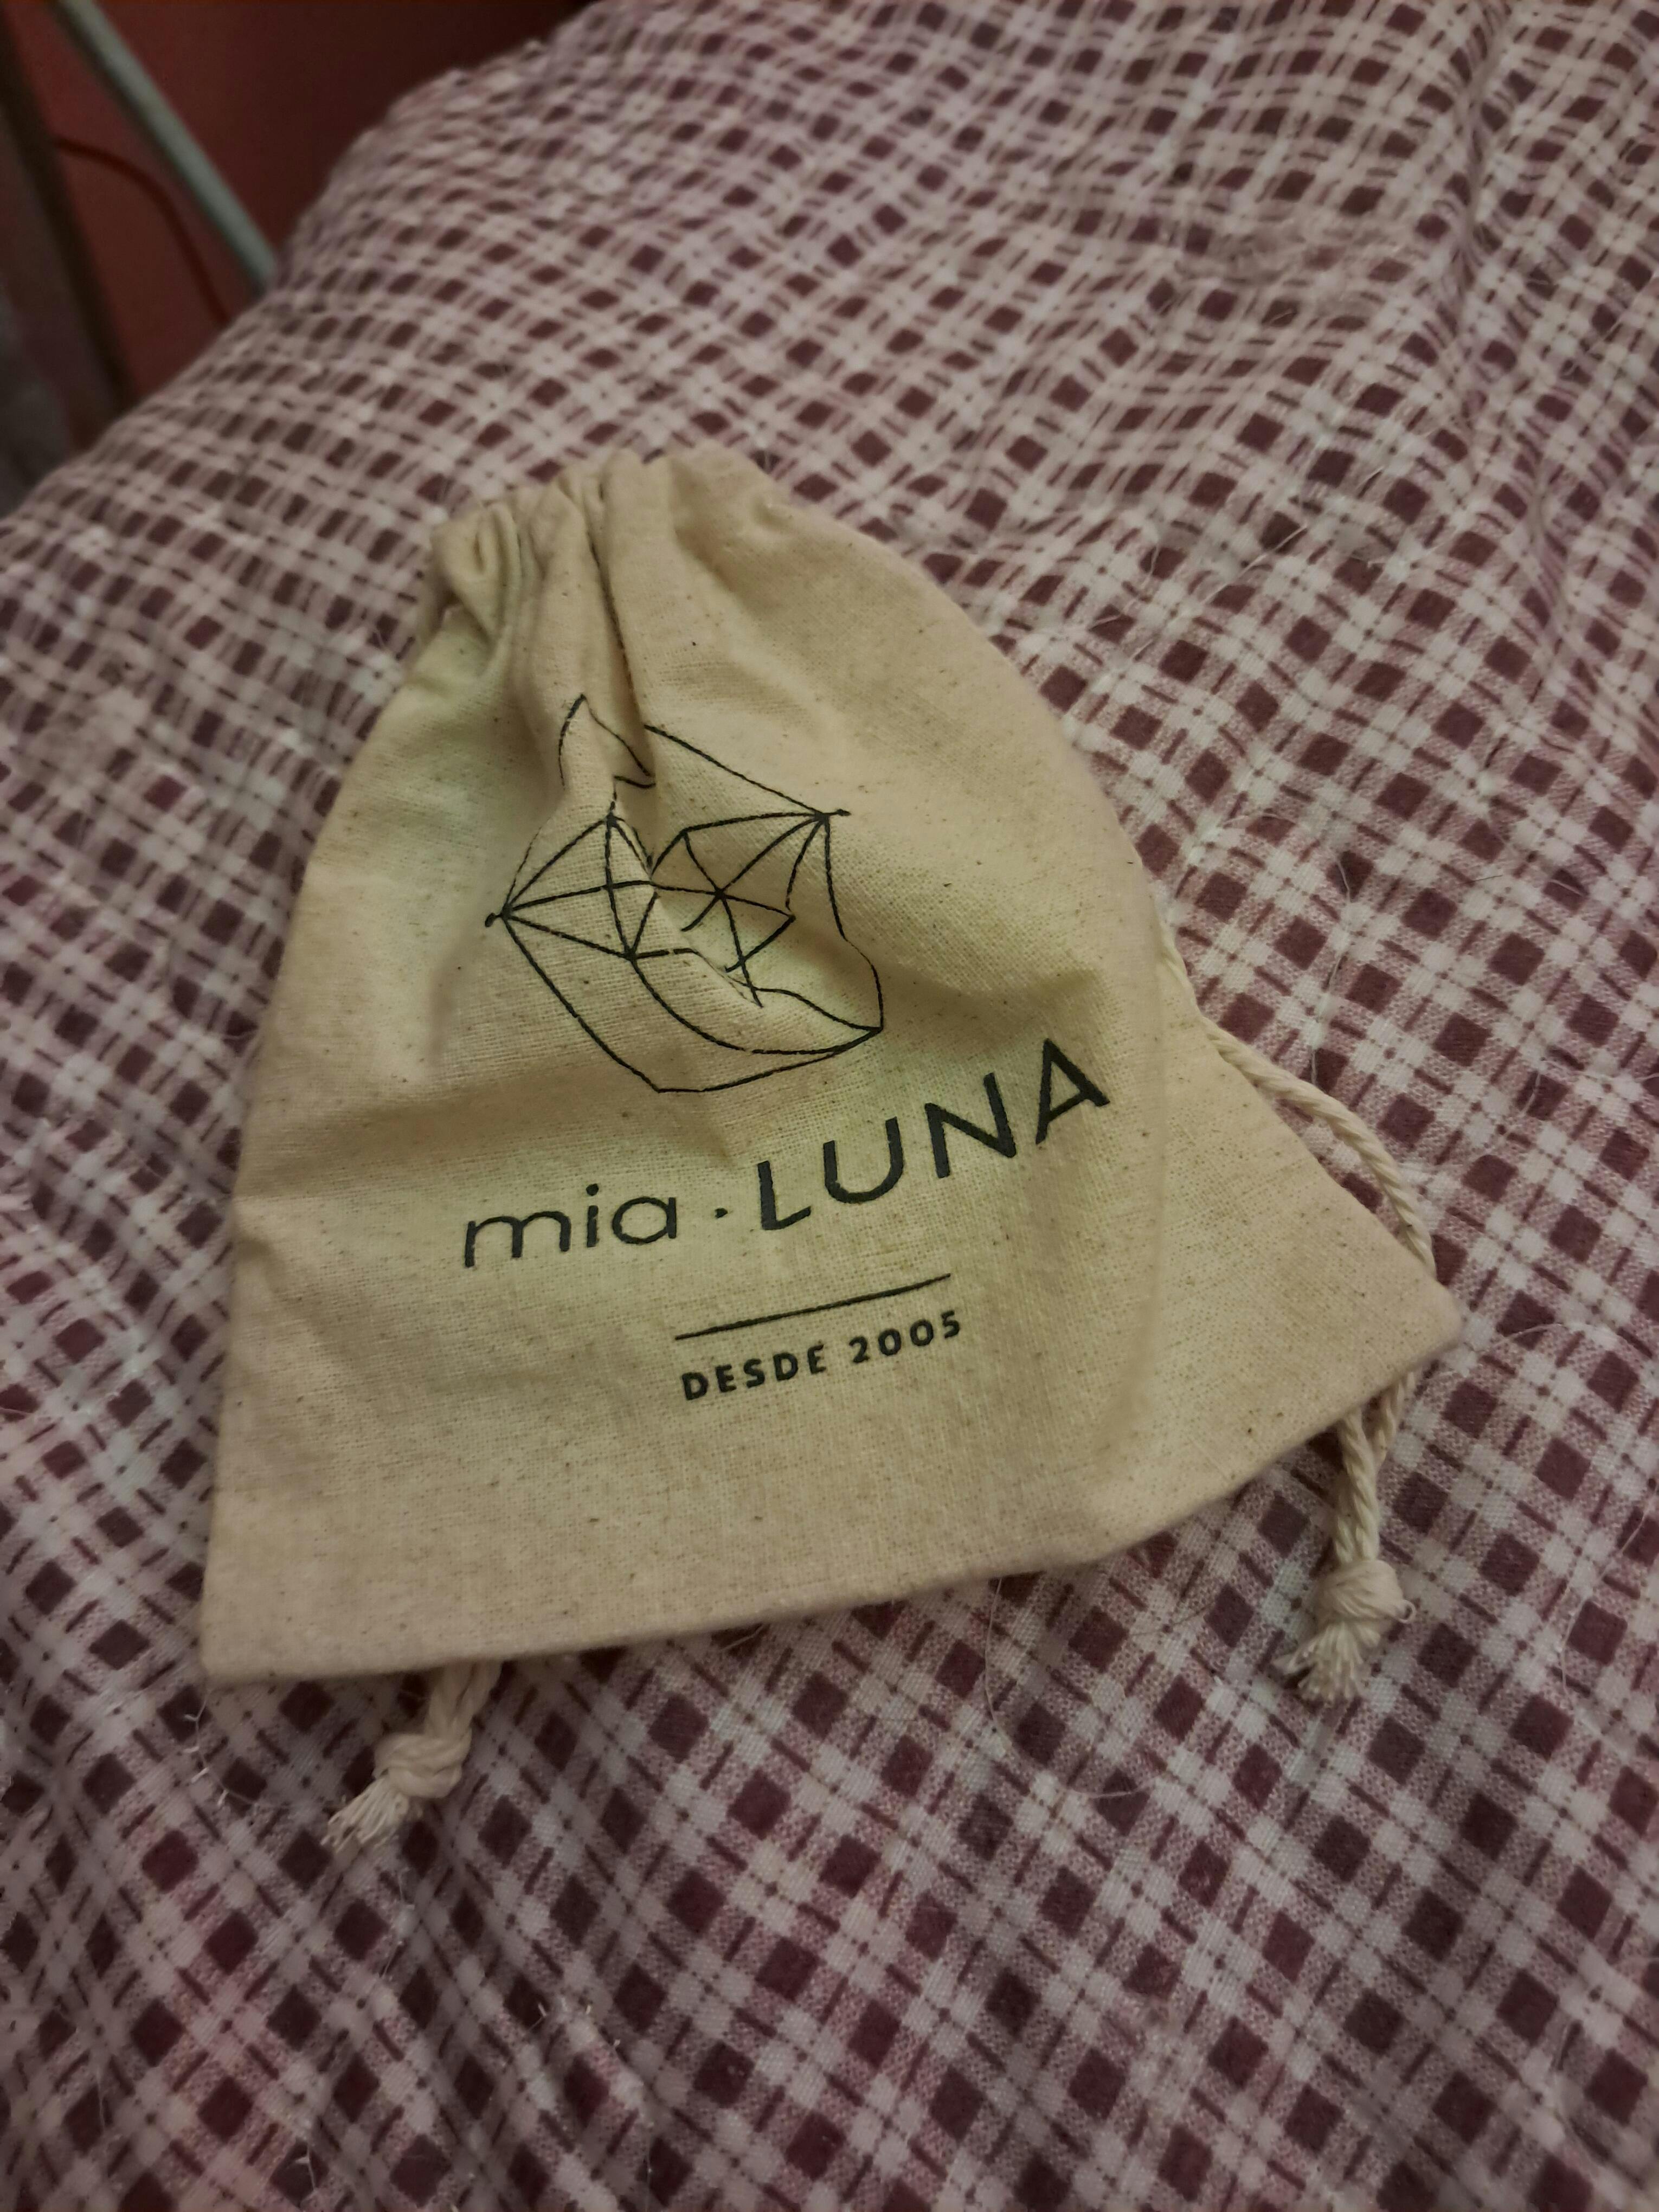 mia · LUNA
DESDE 2005